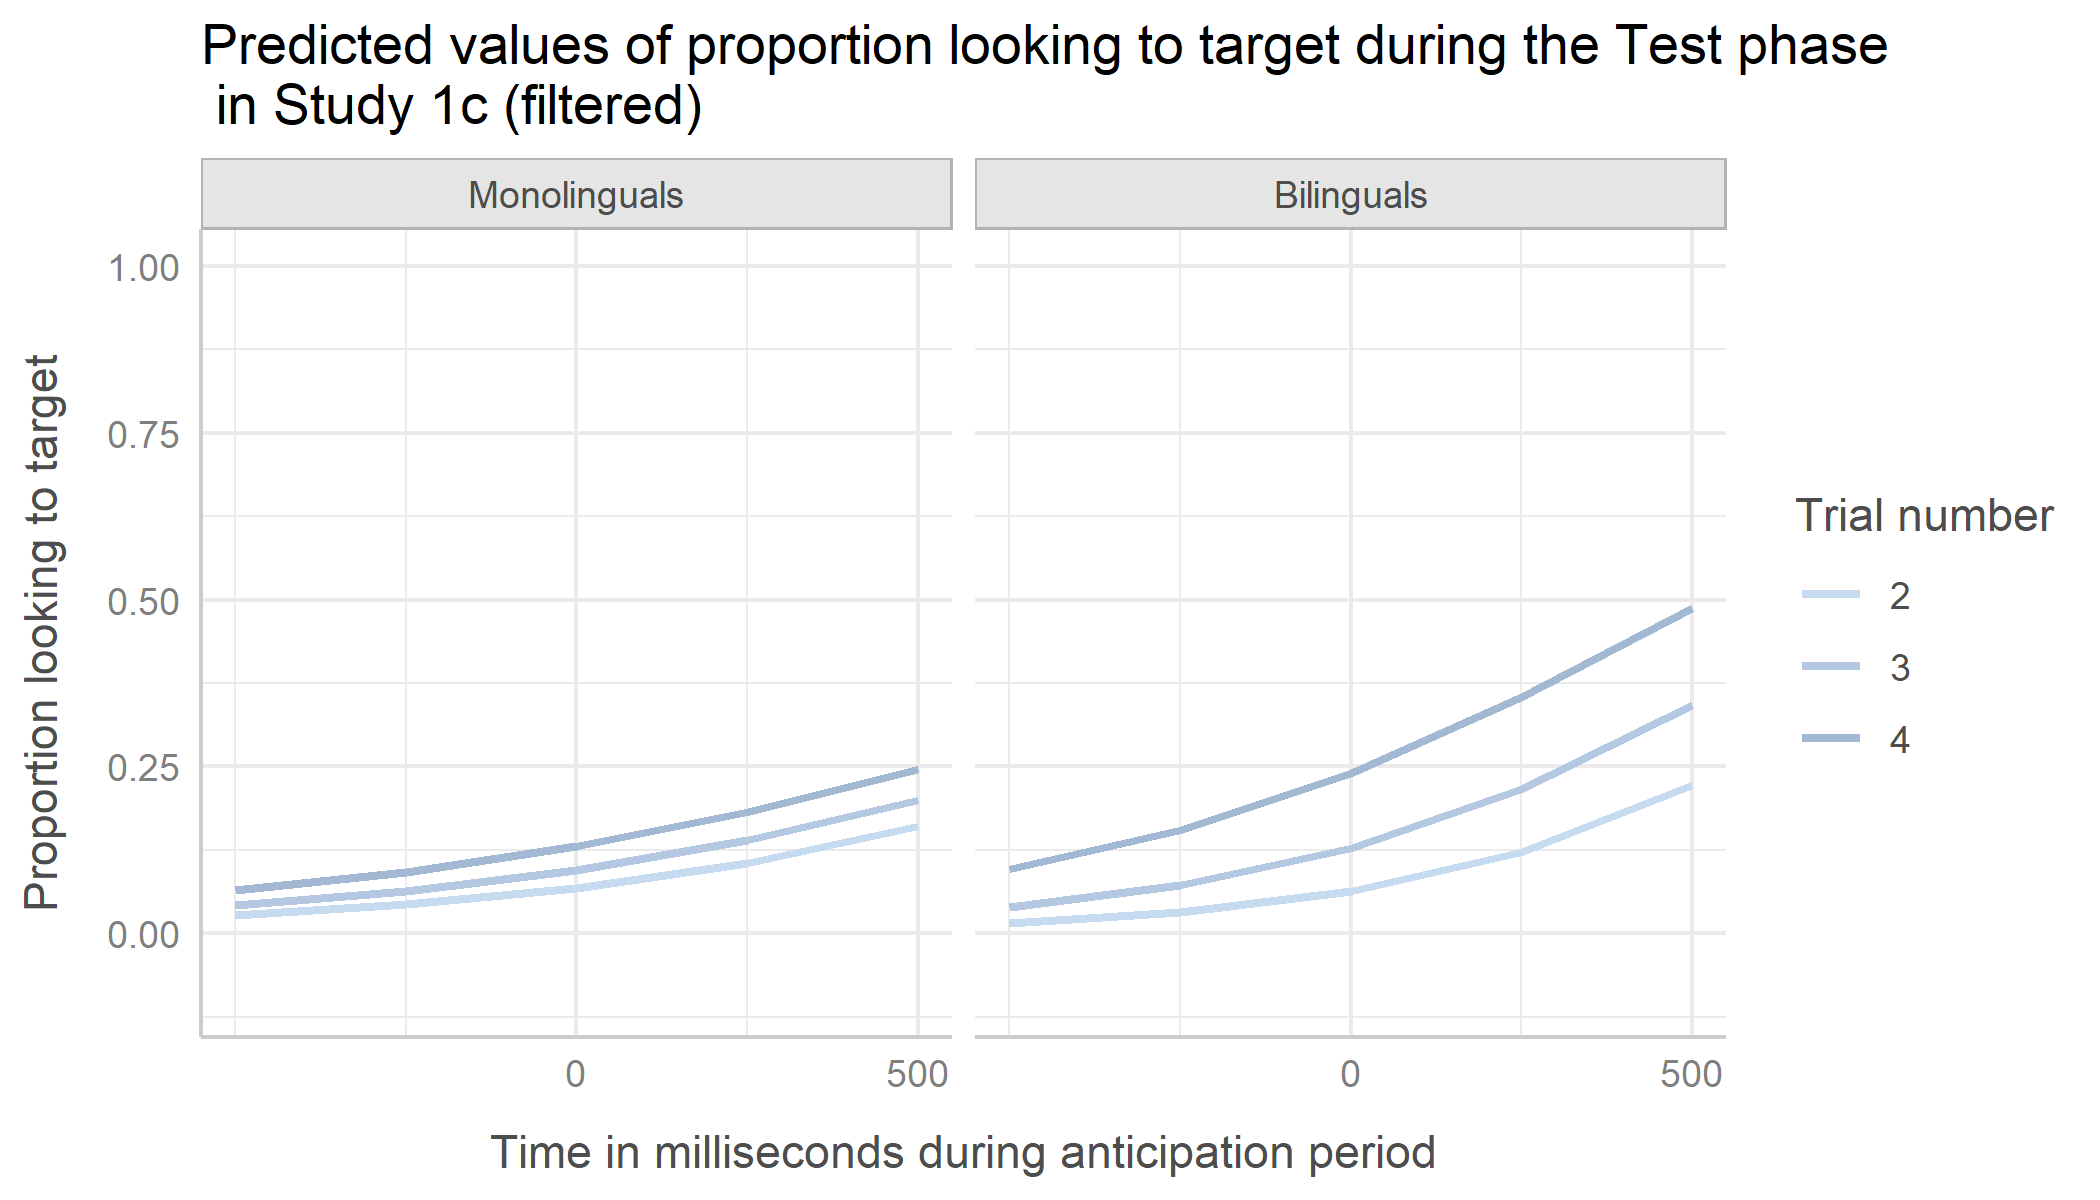 Predicted values of proportion looking to target during the Test phase
in Study 1c (filtered)
Monolinguals
Bilinguals
1.00
0.75
0.50
0.25
0.00
Proportion looking to target
0
500
0
500
Time in milliseconds during anticipation period
Trial number
2
3
4